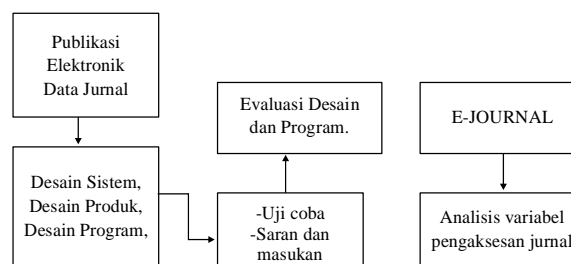 Publikasi
Elektronik
Data Jurnal
Desain Sistem,
Desain Produk,
Desain Program,
Evaluasi Desain
dan Program.
-Uji coba
-Saran dan
masukan
E-JOURNAL
Analisis variabel
pengaksesan jurnal